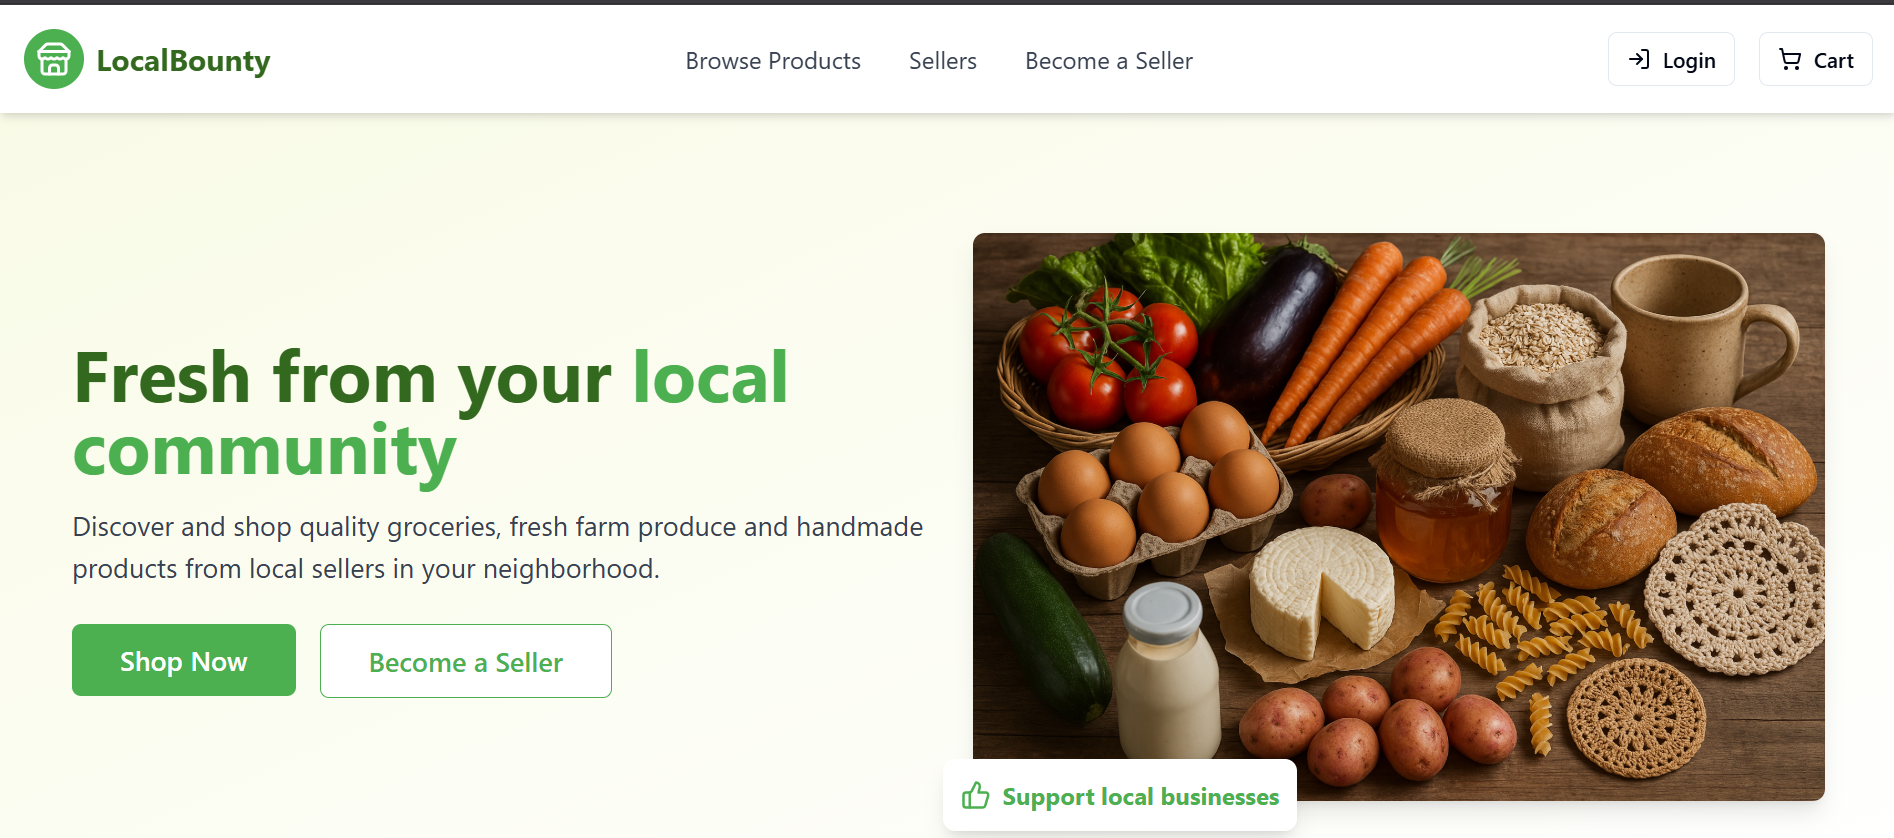 LocalBounty
Browse Products
Sellers
Become a Seller
Login
Cart
Fresh from your local
community
Discover and shop quality groceries, fresh farm produce and handmade
products from local sellers in your neighborhood.
Shop Now
Become a Seller
Support local businesses